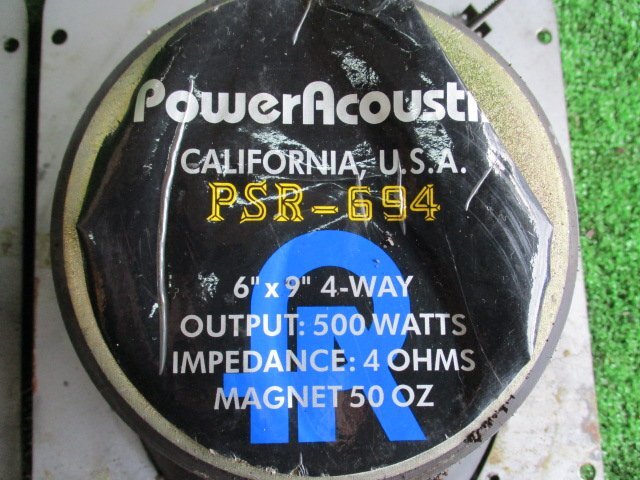 PowerAcousti
CALIFORNIA, U.S.A.
PSR-694
6" x 9" 4-WAY
OUTPUT: 500 WATTS
IMPEDANCE: 4 OHMS
MAGNET 50 OZ